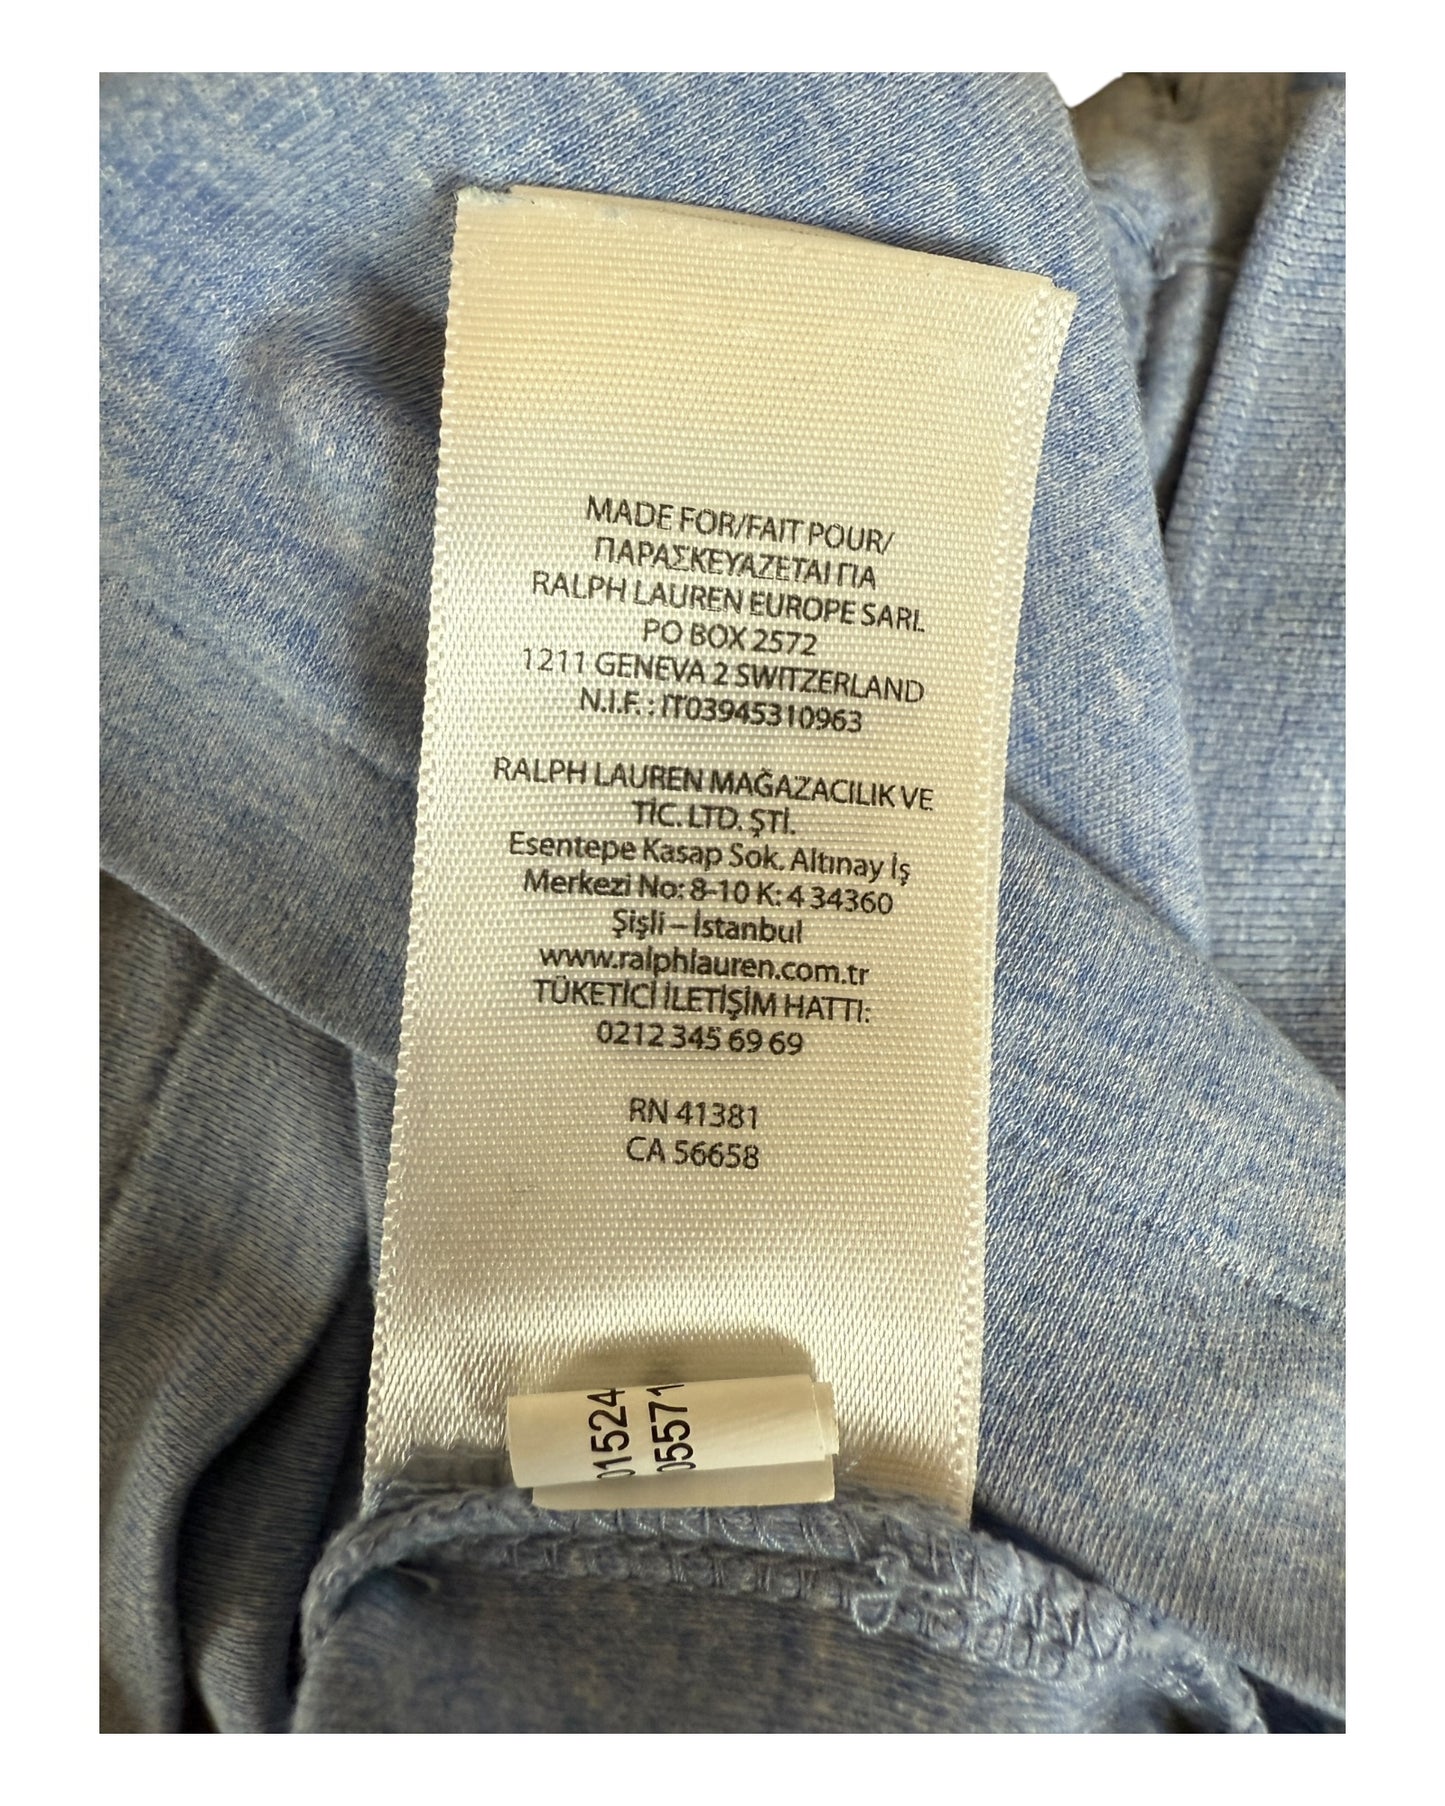 MADE FOR/FAIT POUR/
ΠΑΡΑΣΚΕΥΑΖΕΤΑΙ ΓΙΑ
RALPH LAUREN EUROPE SARL
PO BOX 2572
1211 GENEVA 2 SWITZERLAND
N.I.F. : IT03945310963
RALPH LAUREN MAĞAZACILIK VE
TİC. LTD. ŞTİ.
Esentepe Kasap Sok. Altınay İş
Merkezi No: 8-10 K: 4 34360
Şişli – İstanbul
www.ralphlauren.com.tr
TÜKETİCİ İLETİŞİM HATTI:
0212 345 69 69
RN 41381
CA 56658
01524
05571